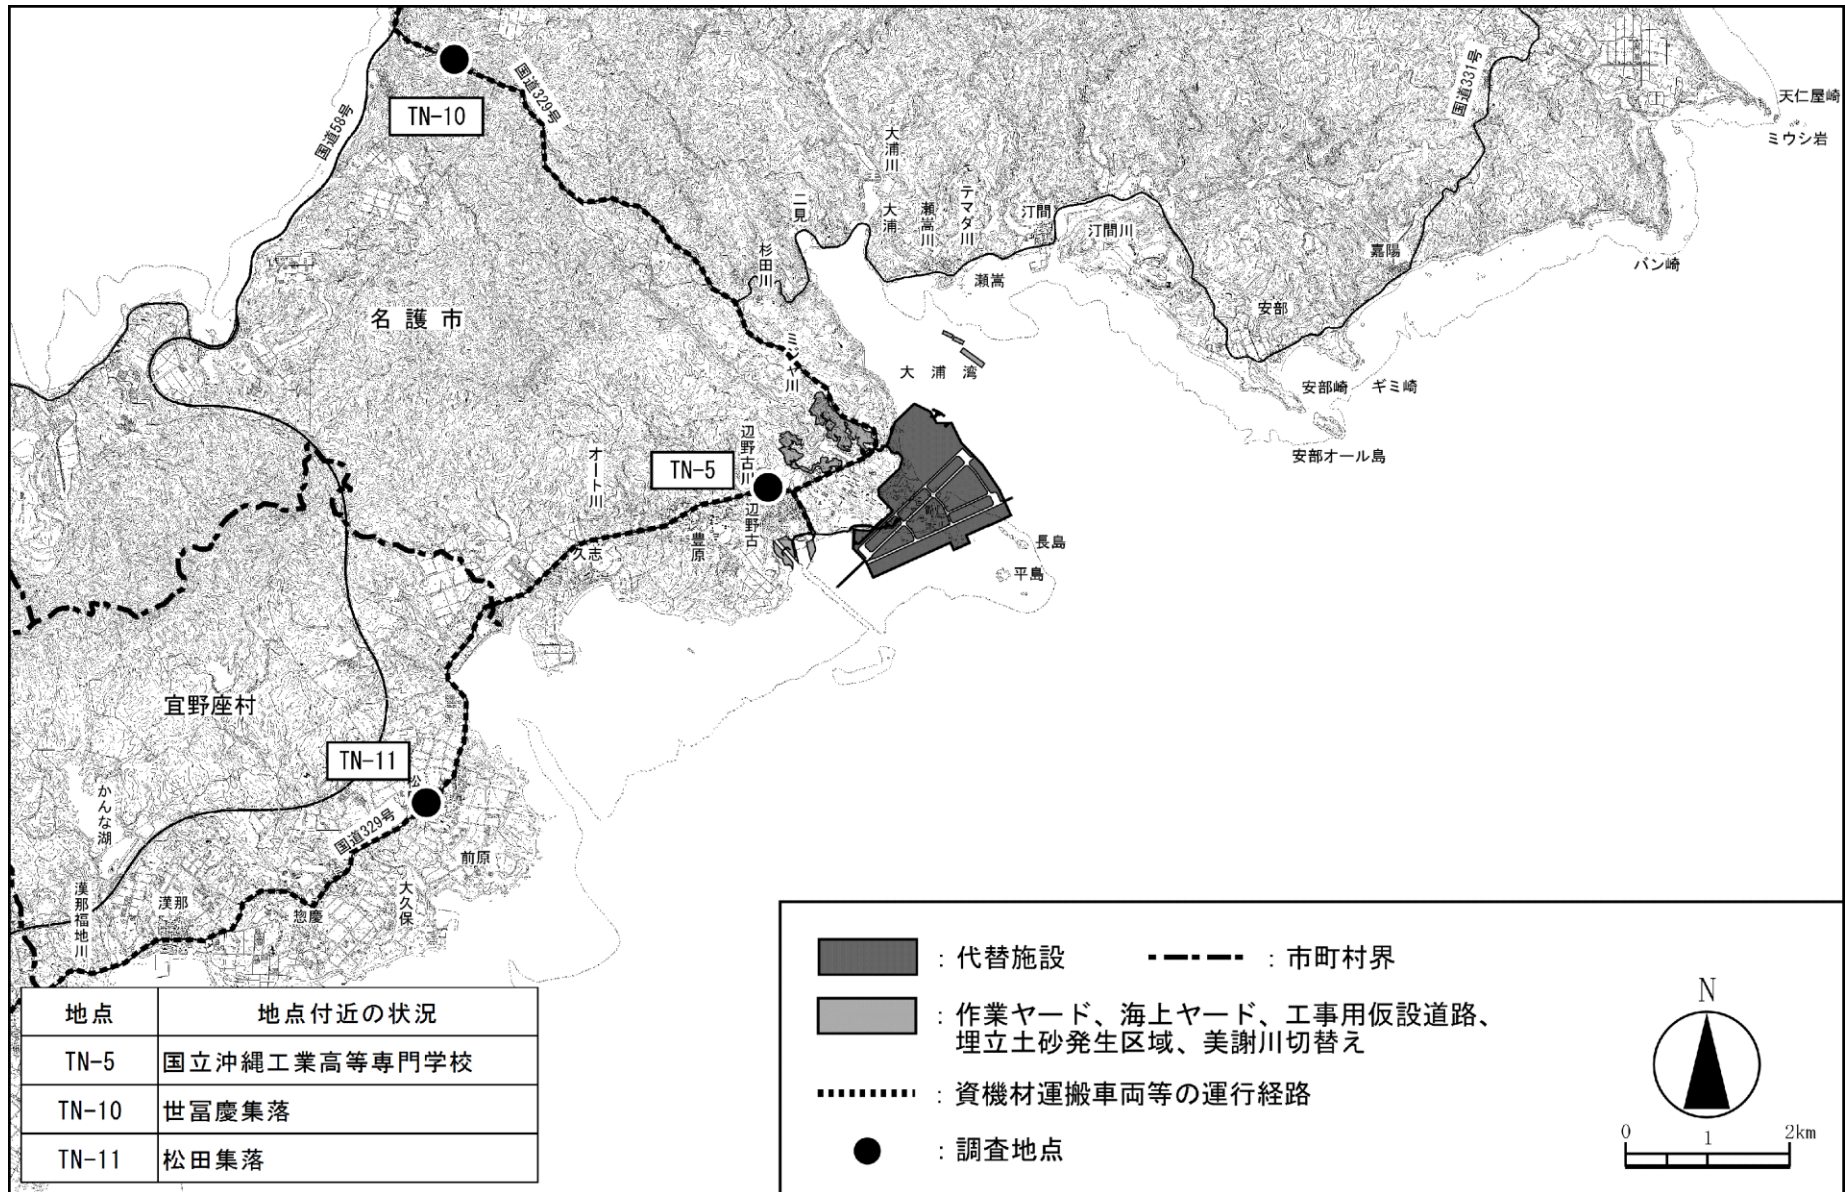 国道58号
TN-10
国道329号
国道331号
天仁屋崎
ミウシ岩
バン崎
大浦川
大浦
二見
瀬嵩川
テマダ川
汀間
汀間川
嘉陽
杉田川
瀬嵩
安部
名護市
大浦湾
安部崎
ギミ崎
安部オール島
辺野古川
TN-5
オート川
辺野古
豊原
久志
長島
平島
宜野座村
TN-11
松
国道329号
かんな湖
前原
大久保
漢那福地川
漢那
惣慶
地点
地点付近の状況
TN-5
国立沖縄工業高等専門学校
TN-10
世冨慶集落
TN-11
松田集落
：代替施設
：市町村界
：作業ヤード、海上ヤード、工事用仮設道路、
埋立土砂発生区域、美謝川切替え
：資機材運搬車両等の運行経路
：調査地点
N
0
1
2km